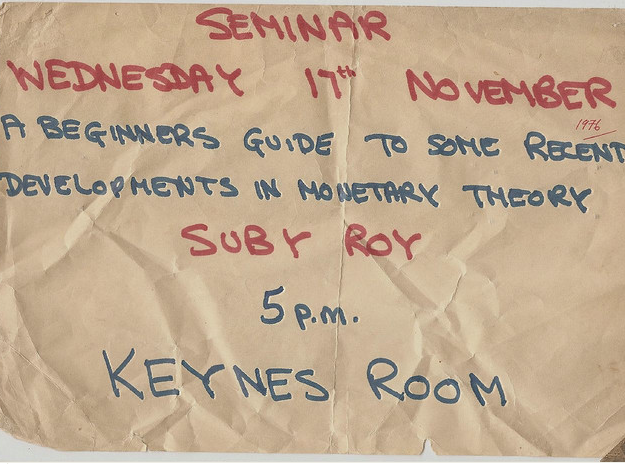 SEMINAR
WEDNESDAY 17th NOVEMBER
1976
A BEGINNERS GUIDE TO SOME RECENT
DEVELOPMENTS IN MONETARY THEORY
SUBY ROY
5 p.m.
KEYNES ROOM